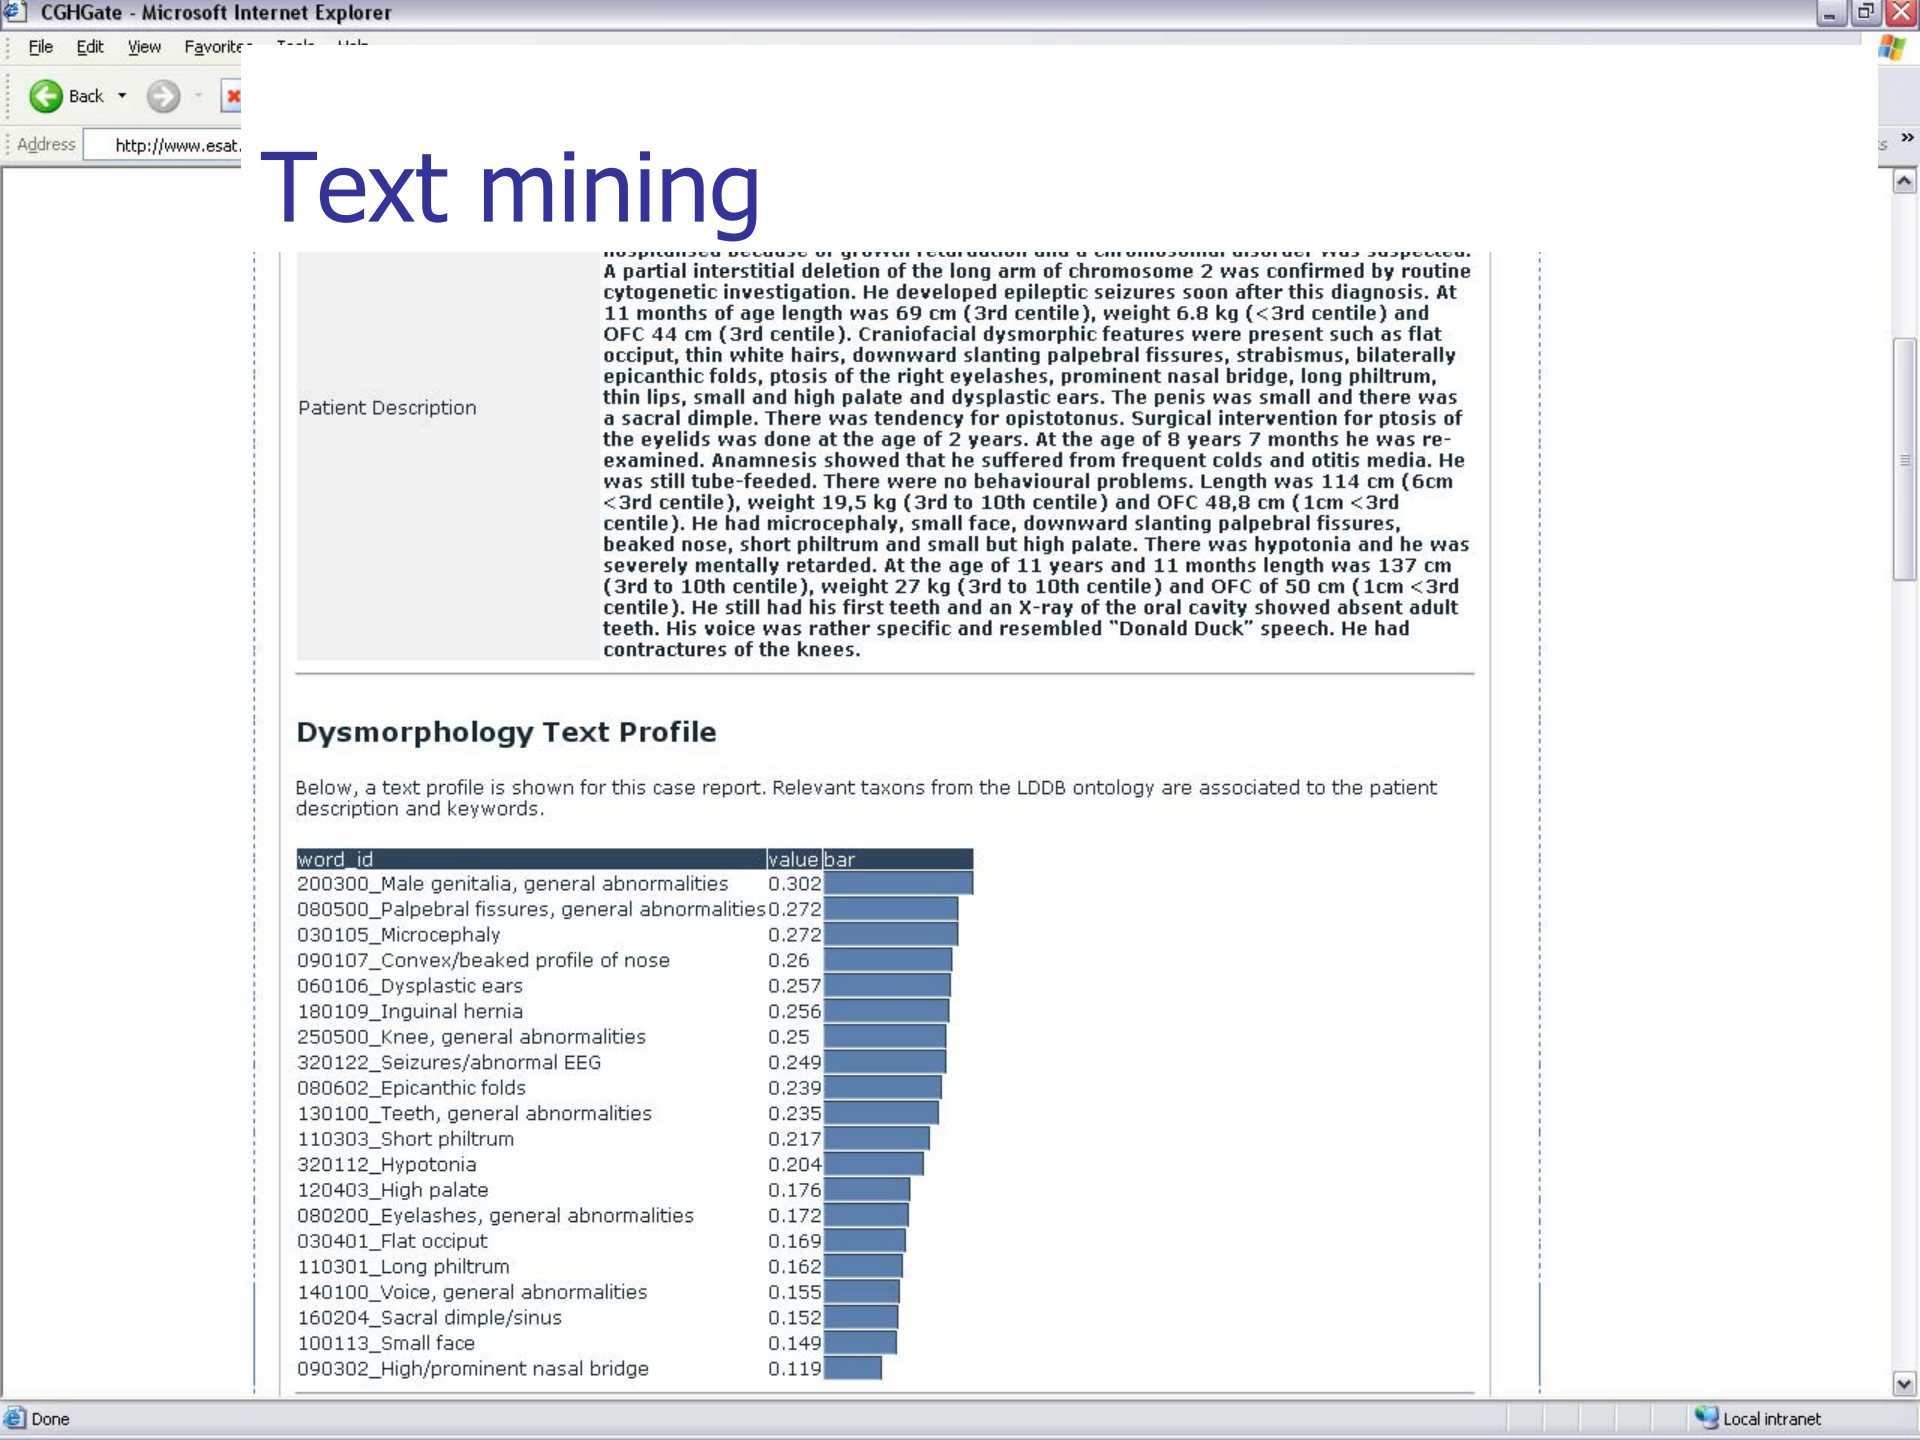 CGHGate - Microsoft Internet Explorer
File Edit View Favorites Tools Help
Back
Address http://www.esat.
Text mining
hospitalised because of growth retardation and a chromosomal disorder was suspected.
A partial interstitial deletion of the long arm of chromosome 2 was confirmed by routine
cytogenetic investigation. He developed epileptic seizures soon after this diagnosis. At
11 months of age length was 69 cm (3rd centile), weight 6.8 kg (<3rd centile) and
OFC 44 cm (3rd centile). Craniofacial dysmorphic features were present such as flat
occiput, thin white hairs, downward slanting palpebral fissures, strabismus, bilaterally
epicanthic folds, ptosis of the right eyelashes, prominent nasal bridge, long philtrum,
thin lips, small and high palate and dysplastic ears. The penis was small and there was
Patient Description
a sacral dimple. There was tendency for opistotonus. Surgical intervention for ptosis of
the eyelids was done at the age of 2 years. At the age of 8 years 7 months he was re-
examined. Anamnesis showed that he suffered from frequent colds and otitis media. He
was still tube-feeded. There were no behavioural problems. Length was 114 cm (6cm
<3rd centile), weight 19,5 kg (3rd to 10th centile) and OFC 48,8 cm (1cm <3rd
centile). He had microcephaly, small face, downward slanting palpebral fissures,
beaked nose, short philtrum and small but high palate. There was hypotonia and he was
severely mentally retarded. At the age of 11 years and 11 months length was 137 cm
(3rd to 10th centile), weight 27 kg (3rd to 10th centile) and OFC of 50 cm (1cm <3rd
centile). He still had his first teeth and an X-ray of the oral cavity showed absent adult
teeth. His voice was rather specific and resembled “Donald Duck” speech. He had
contractures of the knees.
Dysmorphology Text Profile
Below, a text profile is shown for this case report. Relevant taxons from the LDDB ontology are associated to the patient
description and keywords.
word_id value bar
200300_Male genitalia, general abnormalities 0.302
080500_Palpebral fissures, general abnormalities 0.272
030105_Microcephaly 0.272
090107_Convex/beaked profile of nose 0.26
060106_Dysplastic ears 0.257
180109_Inguinal hernia 0.256
250500_Knee, general abnormalities 0.25
320122_Seizures/abnormal EEG 0.249
080602_Epicanthic folds 0.239
130100_Teeth, general abnormalities 0.235
110303_Short philtrum 0.217
320112_Hypotonia 0.204
120403_High palate 0.176
080200_Eyelashes, general abnormalities 0.172
030401_Flat occiput 0.169
110301_Long philtrum 0.162
140100_Voice, general abnormalities 0.155
160204_Sacral dimple/sinus 0.152
100113_Small face 0.149
090302_High/prominent nasal bridge 0.119
Done Local intranet